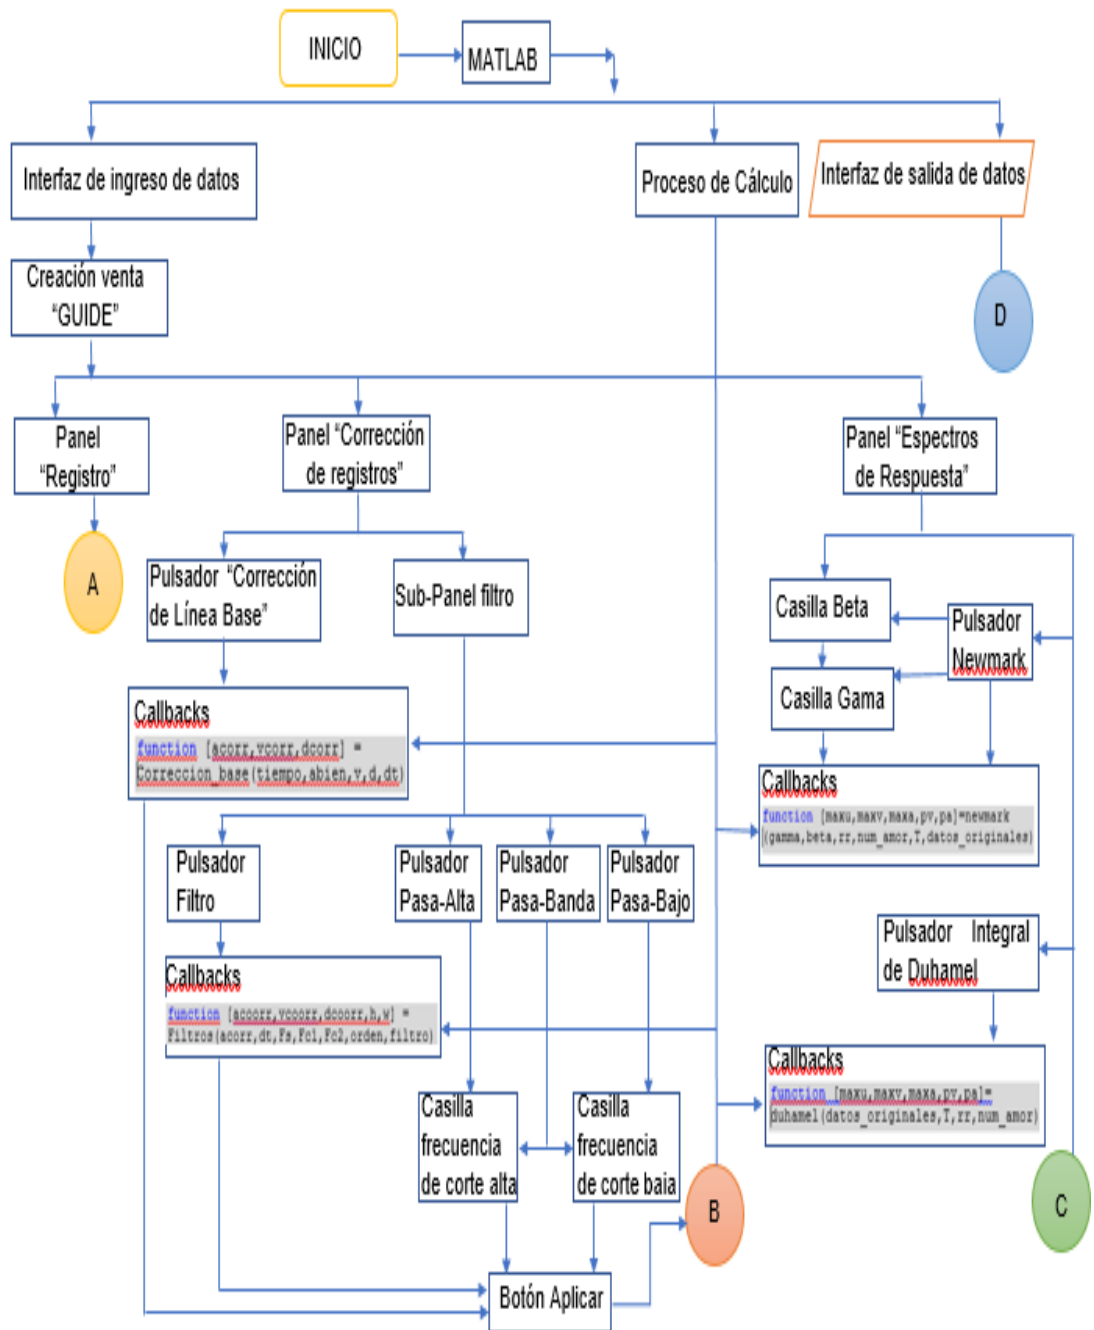 INICIO
MATLAB
Interfaz de ingreso de datos
Proceso de Cálculo
Interfaz de salida de datos
Creación venta
“GUIDE”
D
Panel
“Registro”
Panel “Corrección
de registros”
Panel “Espectros
de Respuesta”
A
Pulsador “Corrección
de Línea Base”
Sub-Panel filtro
Casilla Beta
Pulsador
Newmark
Casilla Gama
Callbacks
function [acorr,vcorr,dcorr] =
Correccion_base(tiempo,abien,v,d,dt)
Callbacks
function [maxu,maxv,maxa,pv,pa]=newmark
(gamma,beta,rr,num_amor,T,datos_originales)
Pulsador
Filtro
Pulsador
Pasa-Alta
Pulsador
Pasa-Banda
Pulsador
Pasa-Bajo
Pulsador Integral
de Duhamel
Callbacks
function [acoorr,vcoorr,dcoorr,h,w] =
Filtros(acorr,dt,Fs,Fc1,Fc2,orden,filtro)
Callbacks
function [maxu,maxv,maxa,pv,pa]=
duhamel(datos_originales,T,rr,num_amor)
Casilla
frecuencia
de corte alta
Casilla
frecuencia
de corte baja
B
C
Botón Aplicar